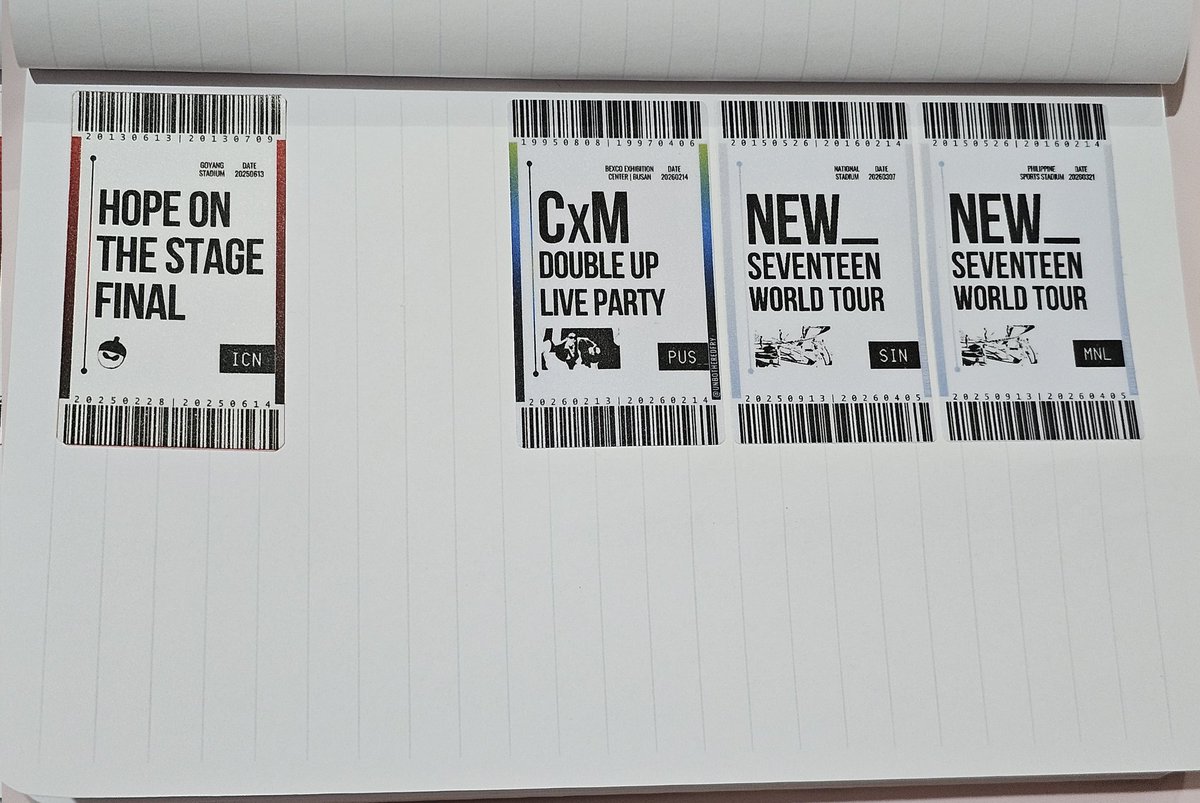 20130613|20130709
GOYANG
STADIUM
DATE
20250613
HOPE ON
THE STAGE
FINAL
ICN
20250228|20250614
19950808|19970406
BEXCO EXHIBITION
CENTER | BUSAN
DATE
20260214
CxM
DOUBLE UP
LIVE PARTY
PUS
@UNBOTHEREDFRY
20260213|20260214
20150526|20160214
NATIONAL
STADIUM
DATE
20260307
NEW_
SEVENTEEN
WORLD TOUR
SIN
20250913|20260405
20150526|20160214
PHILIPPINE
SPORTS STADIUM
DATE
20260321
NEW_
SEVENTEEN
WORLD TOUR
MNL
20250913|20260405